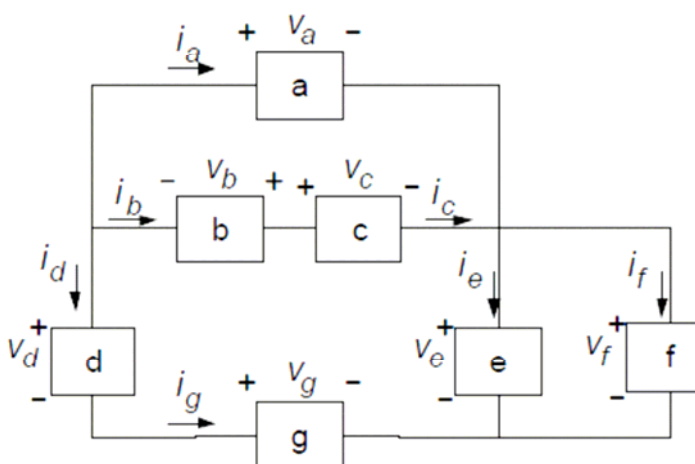 i_a + v_a −
a
− v_b + + v_c −
i_b i_c
b c
i_d i_e i_f
+ + +
v_d d v_e e v_f f
− − −
i_g + v_g −
g